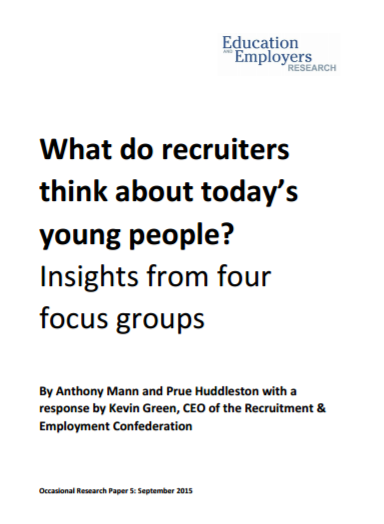 Education
AND Employers
RESEARCH
What do recruiters
think about today's
young people?
Insights from four
focus groups
By Anthony Mann and Prue Huddleston with a
response by Kevin Green, CEO of the Recruitment &
Employment Confederation
Occasional Research Paper 5: September 2015